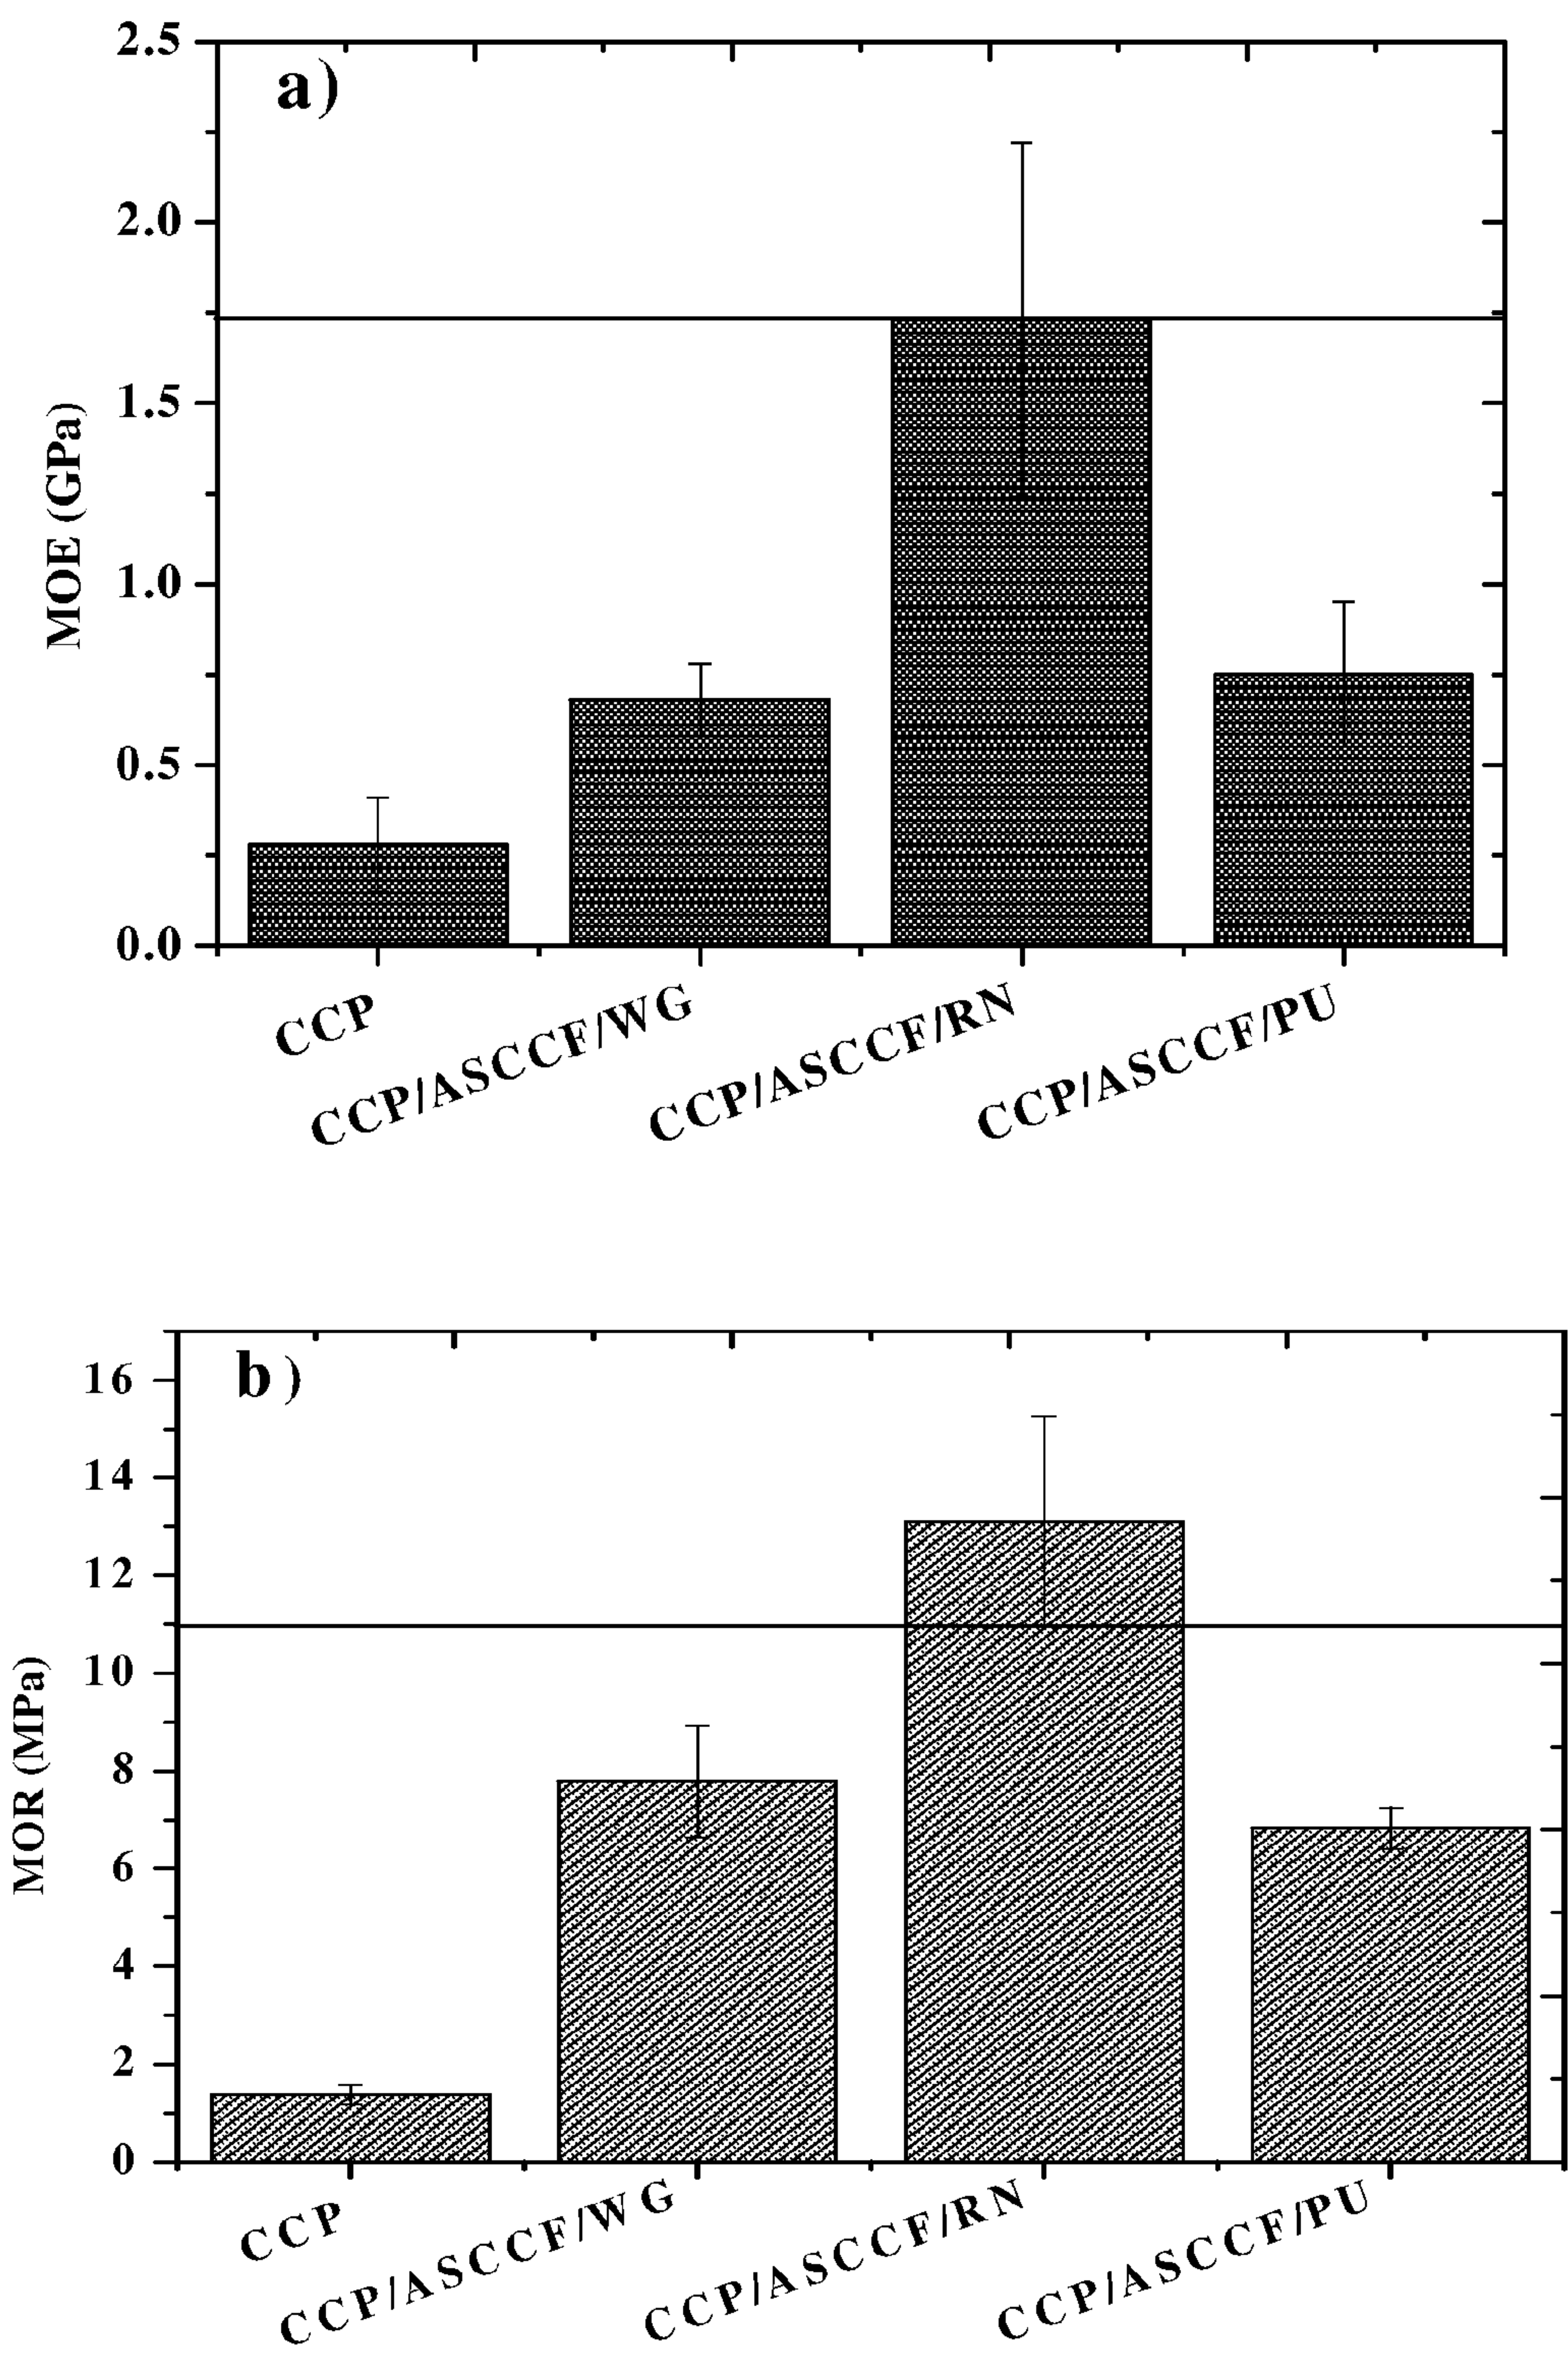 a)
2.5
2.0
1.5
1.0
0.5
0.0
MOE (GPa)
CCP
CCP/ASCCF/WG
CCP/ASCCF/RN
CCP/ASCCF/PU
b)
16
14
12
10
8
6
4
2
0
MOR (MPa)
CCP
CCP/ASCCF/WG
CCP/ASCCF/RN
CCP/ASCCF/PU